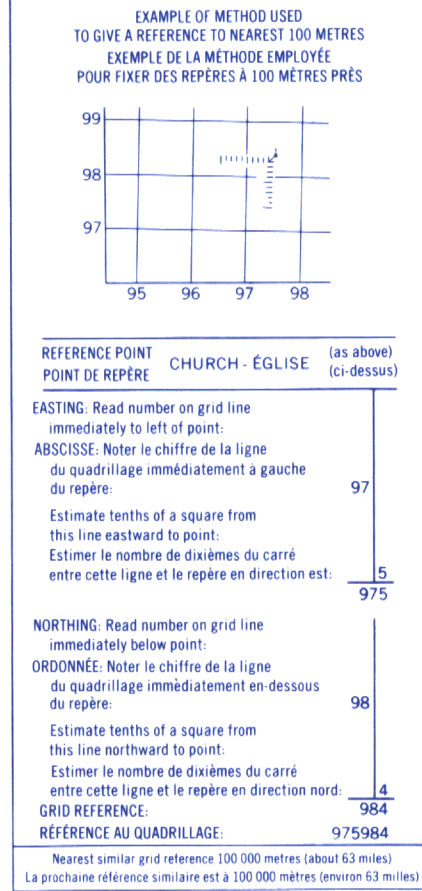 EXAMPLE OF METHOD USED
TO GIVE A REFERENCE TO NEAREST 100 METRES
EXEMPLE DE LA MÉTHODE EMPLOYÉE
POUR FIXER DES REPÈRES À 100 MÈTRES PRÈS
99
98
97
95 96 97 98
REFERENCE POINT
POINT DE REPÈRE
CHURCH - ÉGLISE
(as above)
(ci-dessus)
EASTING: Read number on grid line
immediately to left of point:
ABSCISSE: Noter le chiffre de la ligne
du quadrillage immédiatement à gauche
du repère: 97
Estimate tenths of a square from
this line eastward to point:
Estimer le nombre de dixièmes du carré
entre cette ligne et le repère en direction est: 5
975
NORTHING: Read number on grid line
immediately below point:
ORDONNÉE: Noter le chiffre de la ligne
du quadrillage immèdiatement en-dessous
du repère: 98
Estimate tenths of a square from
this line northward to point:
Estimer le nombre de dixièmes du carré
entre cette ligne et le repère en direction nord: 4
GRID REFERENCE: 984
RÉFÉRENCE AU QUADRILLAGE: 975984
Nearest similar grid reference 100 000 metres (about 63 miles)
La prochaine référence similaire est à 100 000 mètres (environ 63 milles)